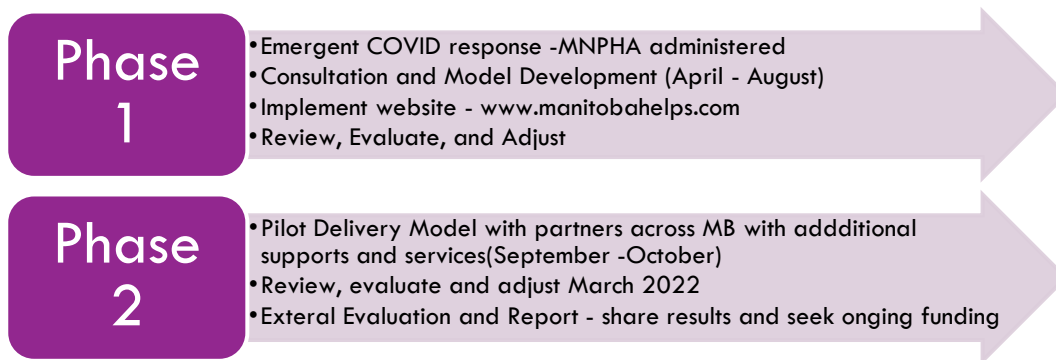 Phase
1
•Emergent COVID response -MNPHA administered
•Consultation and Model Development (April - August)
•Implement website - www.manitobahelps.com
•Review, Evaluate, and Adjust
Phase
2
•Pilot Delivery Model with partners across MB with addditional
supports and services(September -October)
•Review, evaluate and adjust March 2022
•Exteral Evaluation and Report - share results and seek onging funding